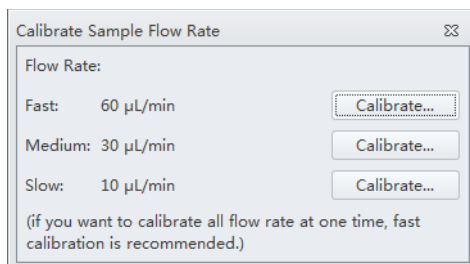 Calibrate Sample Flow Rate
Flow Rate:
Fast: 60 µL/min Calibrate...
Medium: 30 µL/min Calibrate...
Slow: 10 µL/min Calibrate...
(if you want to calibrate all flow rate at one time, fast
calibration is recommended.)